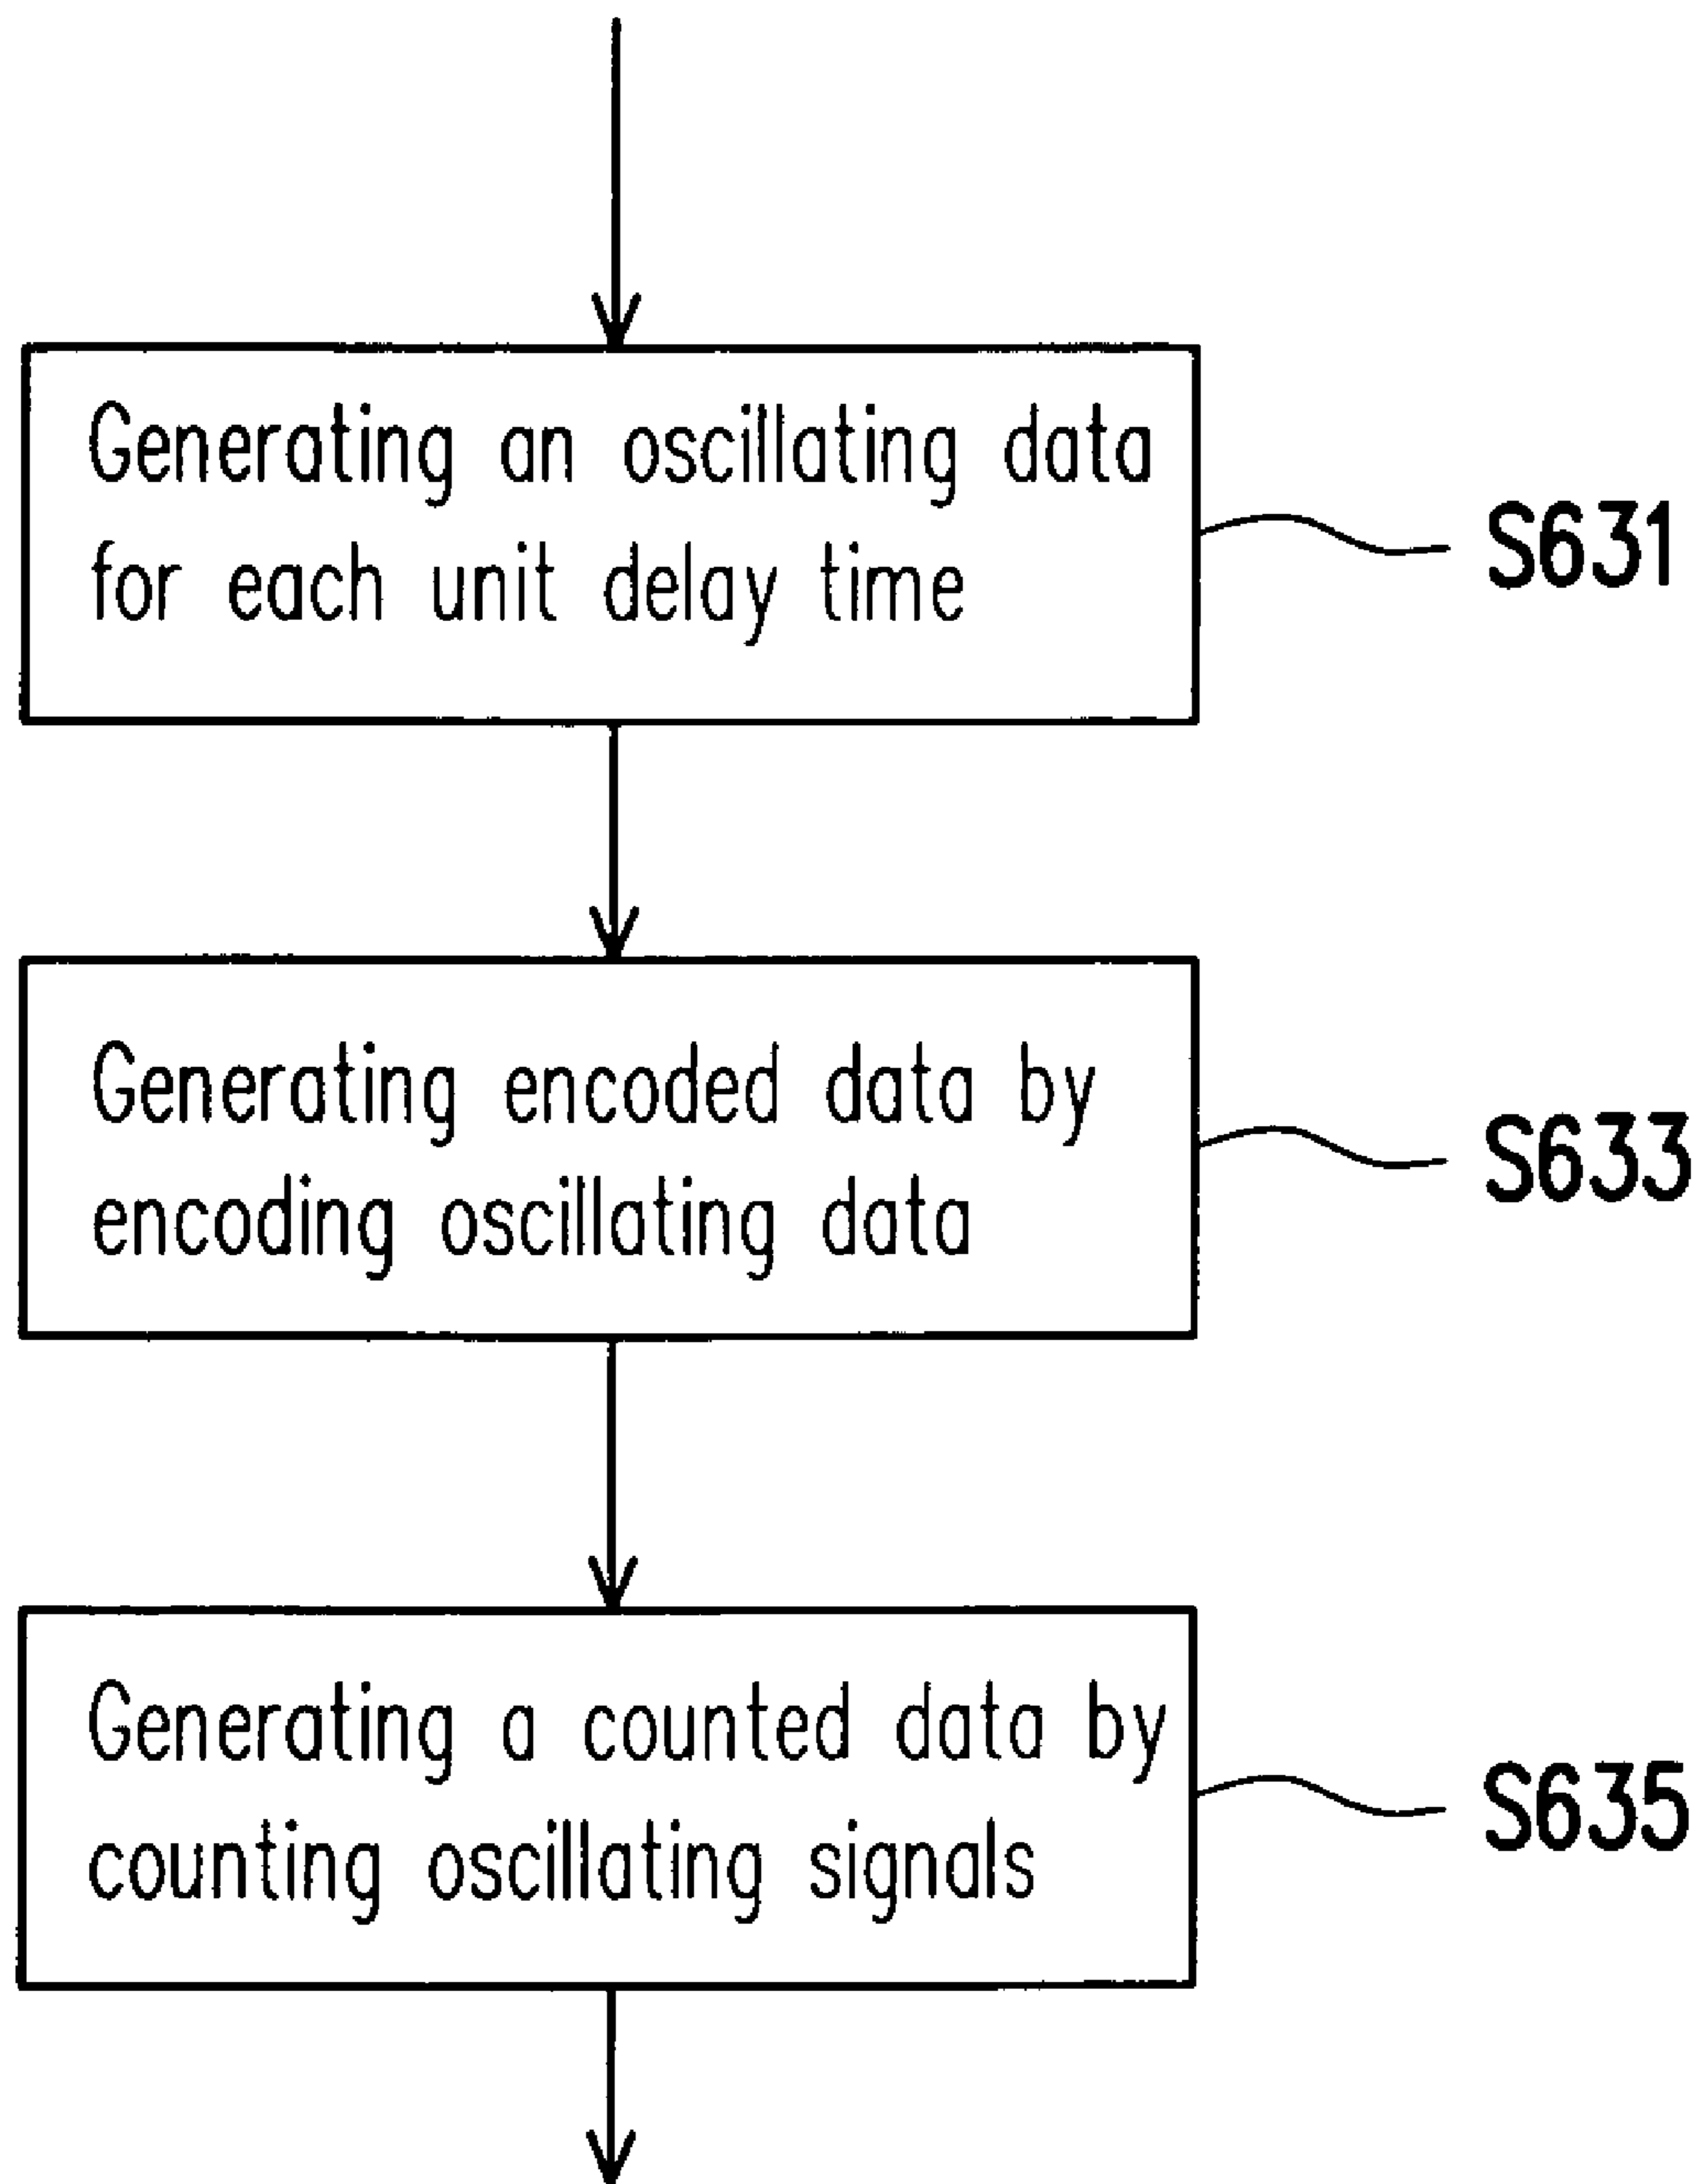 Generating an oscillating data
for each unit delay time
S631
Generating encoded data by
encoding oscillating data
S633
Generating a counted data by
counting oscillating signals
S635